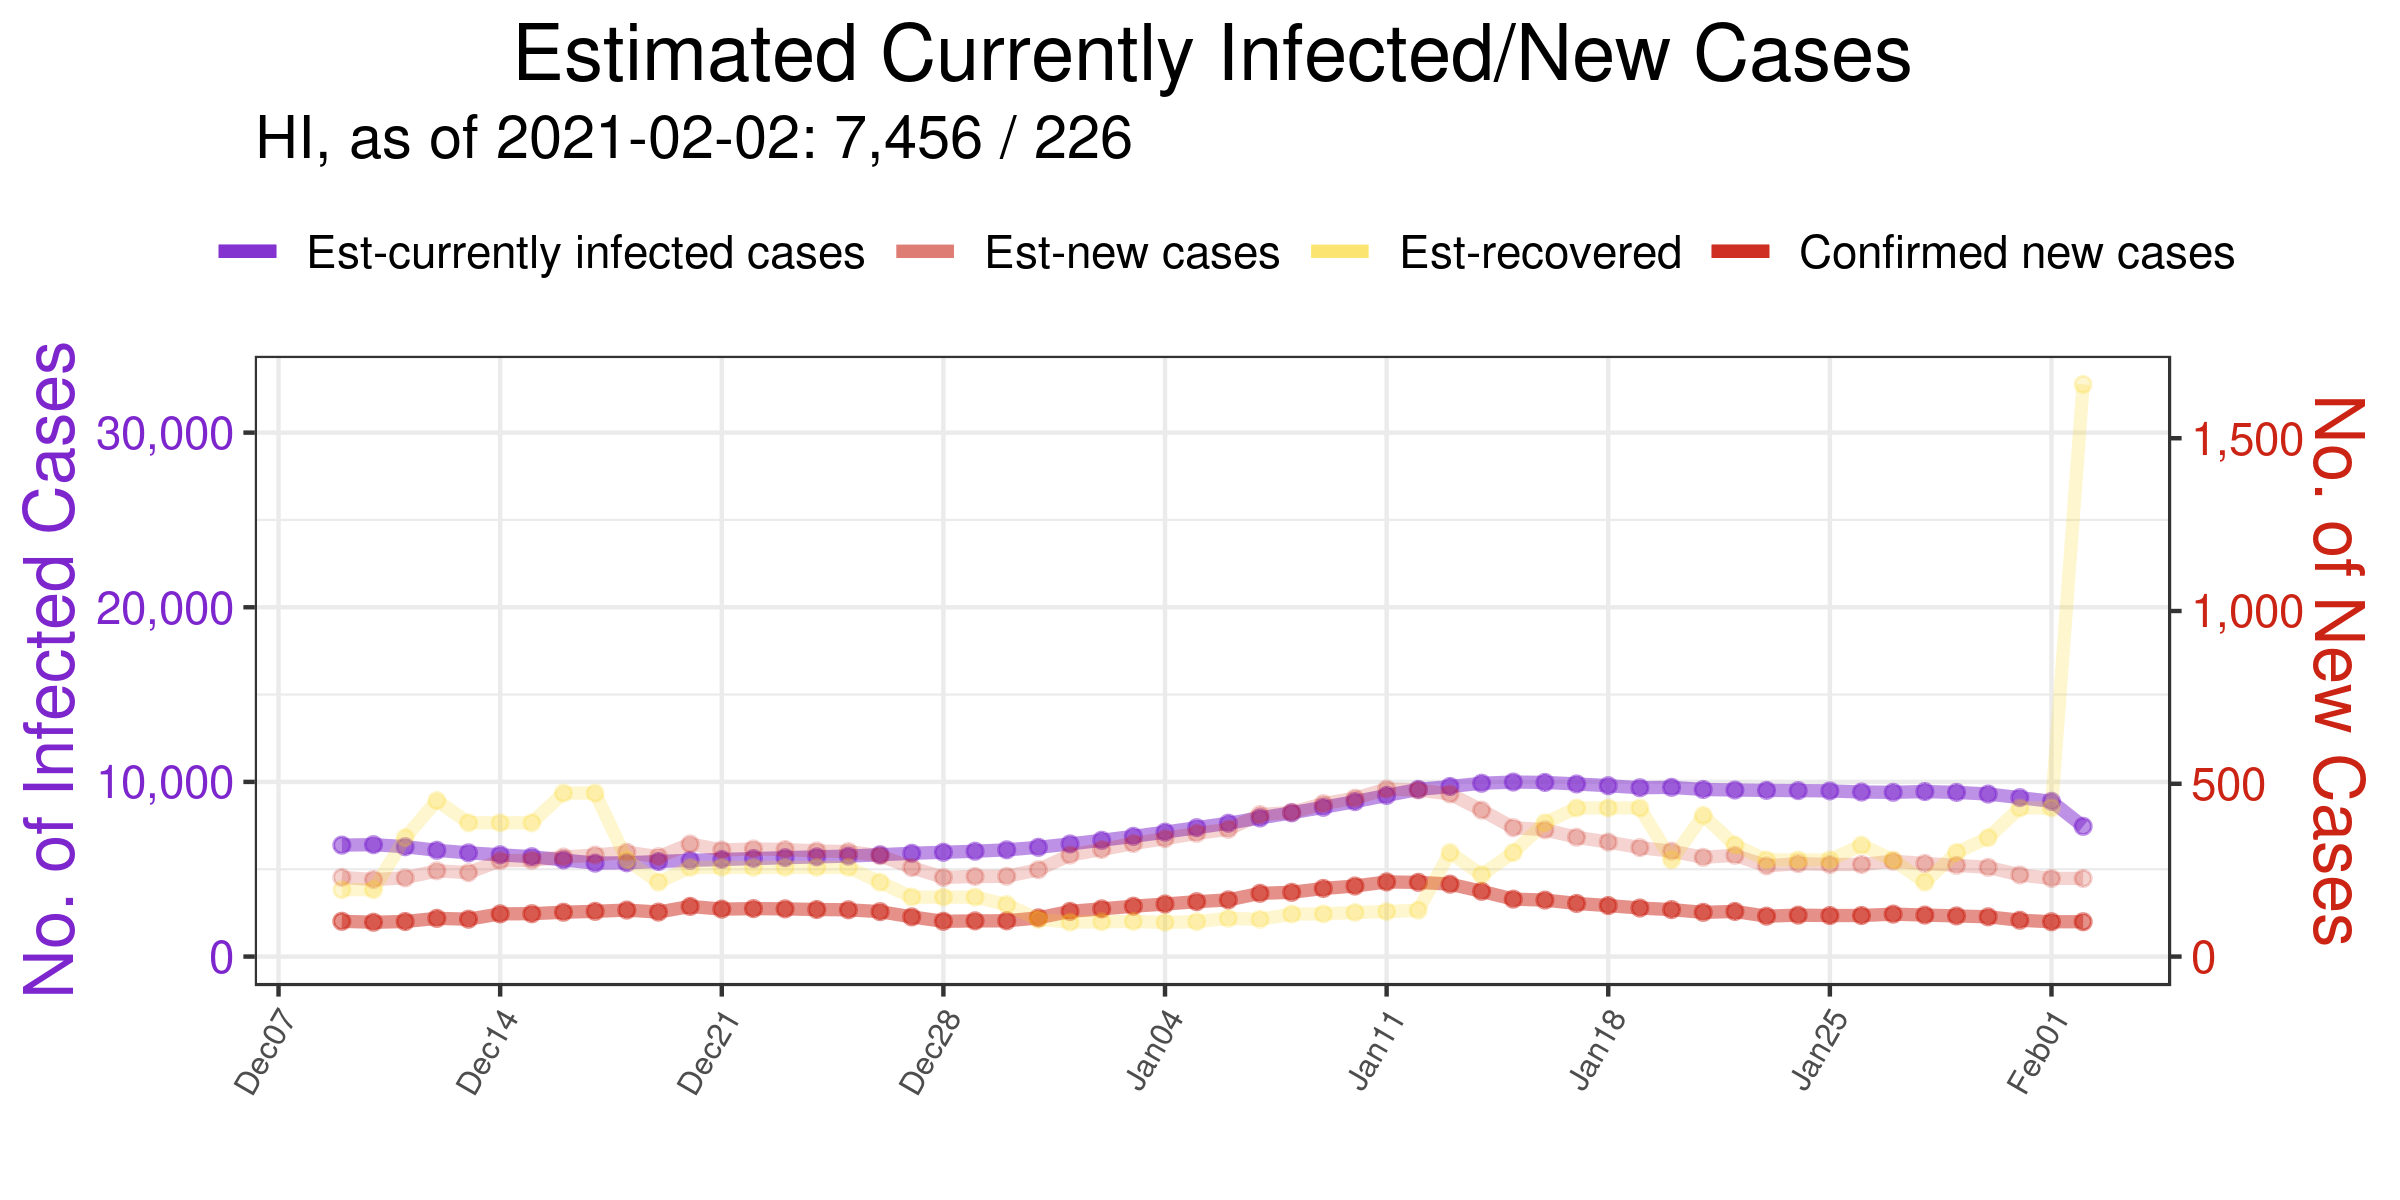 Estimated Currently Infected/New Cases
HI, as of 2021-02-02: 7,456 / 226
Est-currently infected cases Est-new cases Est-recovered Confirmed new cases
No. of Infected Cases
30,000
20,000
10,000
0
1,500
1,000
500
0
No. of New Cases
Dec07 Dec14 Dec21 Dec28 Jan04 Jan11 Jan18 Jan25 Feb01